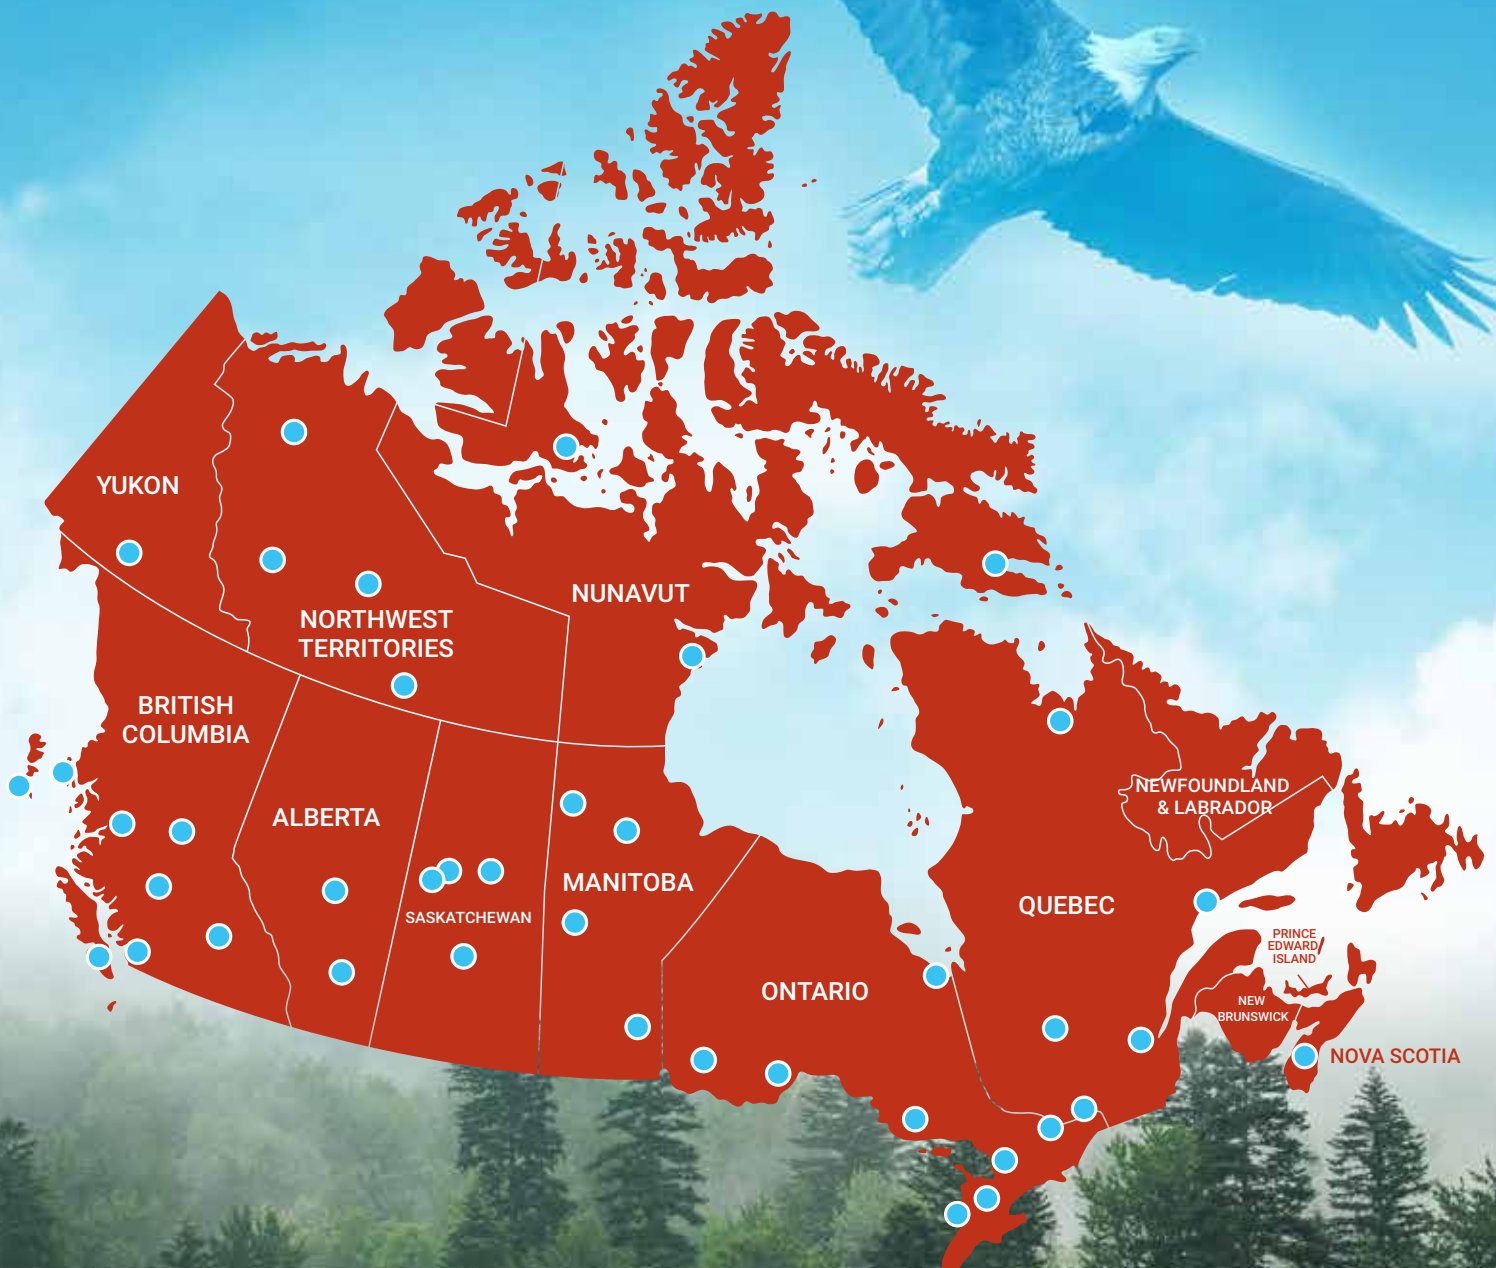 YUKON
NORTHWEST
TERRITORIES
NUNAVUT
BRITISH
COLUMBIA
ALBERTA
SASKATCHEWAN
MANITOBA
ONTARIO
QUEBEC
NEWFOUNDLAND
& LABRADOR
PRINCE
EDWARD
ISLAND
NEW
BRUNSWICK
NOVA SCOTIA